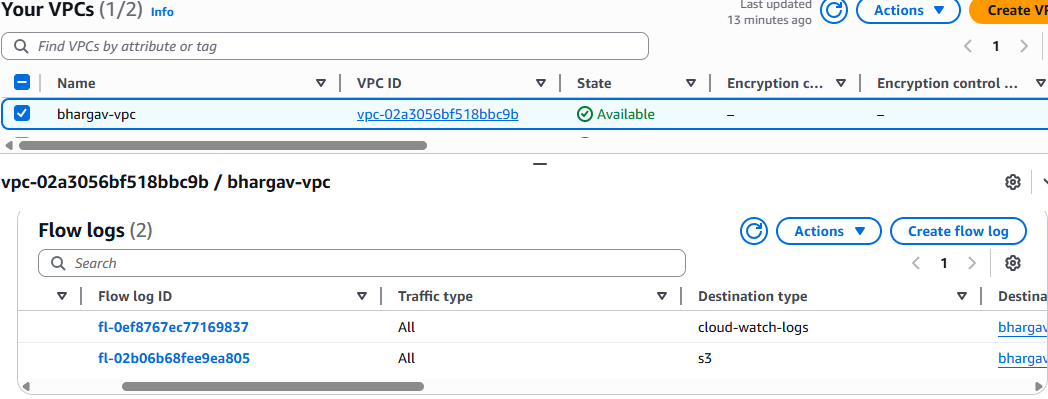 Your VPCs (1/2) Info
Last updated
13 minutes ago
Actions
Create VP
Find VPCs by attribute or tag
1
Name VPC ID State Encryption c... Encryption control ...
bhargav-vpc vpc-02a3056bf518bbc9b Available – –
vpc-02a3056bf518bbc9b / bhargav-vpc
Flow logs (2)
Actions
Create flow log
Search
1
Flow log ID Traffic type Destination type Destina
fl-0ef8767ec77169837 All cloud-watch-logs bhargav
fl-02b06b68fee9ea805 All s3 bhargav